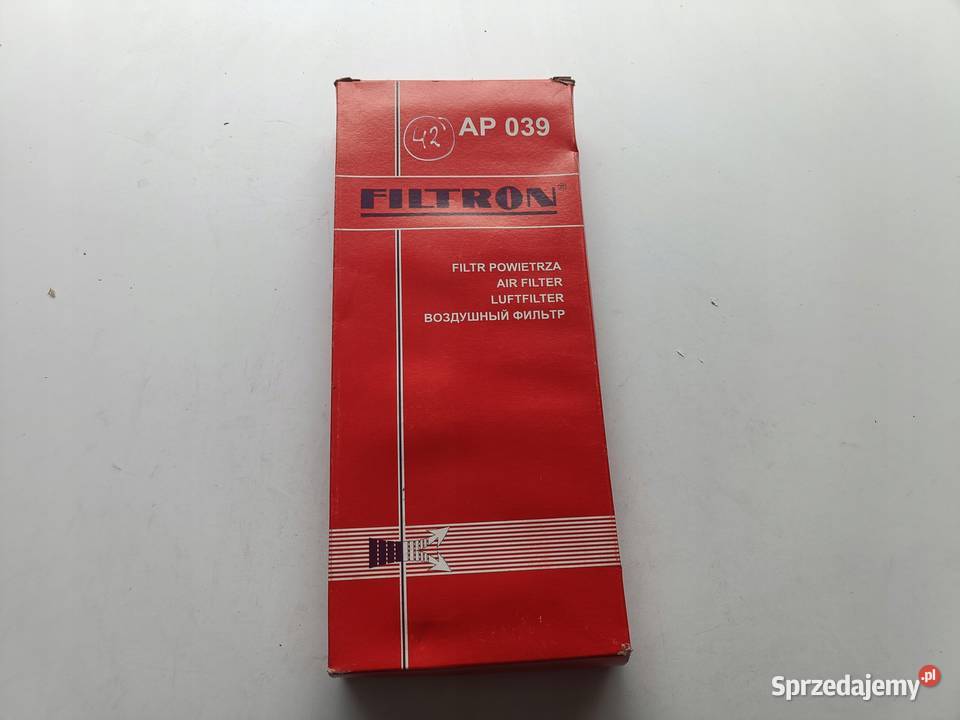 42
AP 039
FILTRON®
FILTR POWIETRZA
AIR FILTER
LUFTFILTER
ВОЗДУШНЫЙ ФИЛЬТР
Sprzedajemy.pl